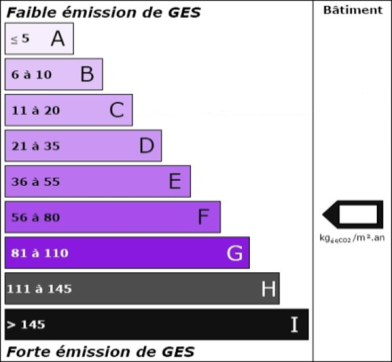 Faible émission de GES
Bâtiment
≤ 5 A
6 à 10 B
11 à 20 C
21 à 35 D
36 à 55 E
56 à 80 F
kgéqCO2/m².an
81 à 110 G
111 à 145 H
> 145 I
Forte émission de GES